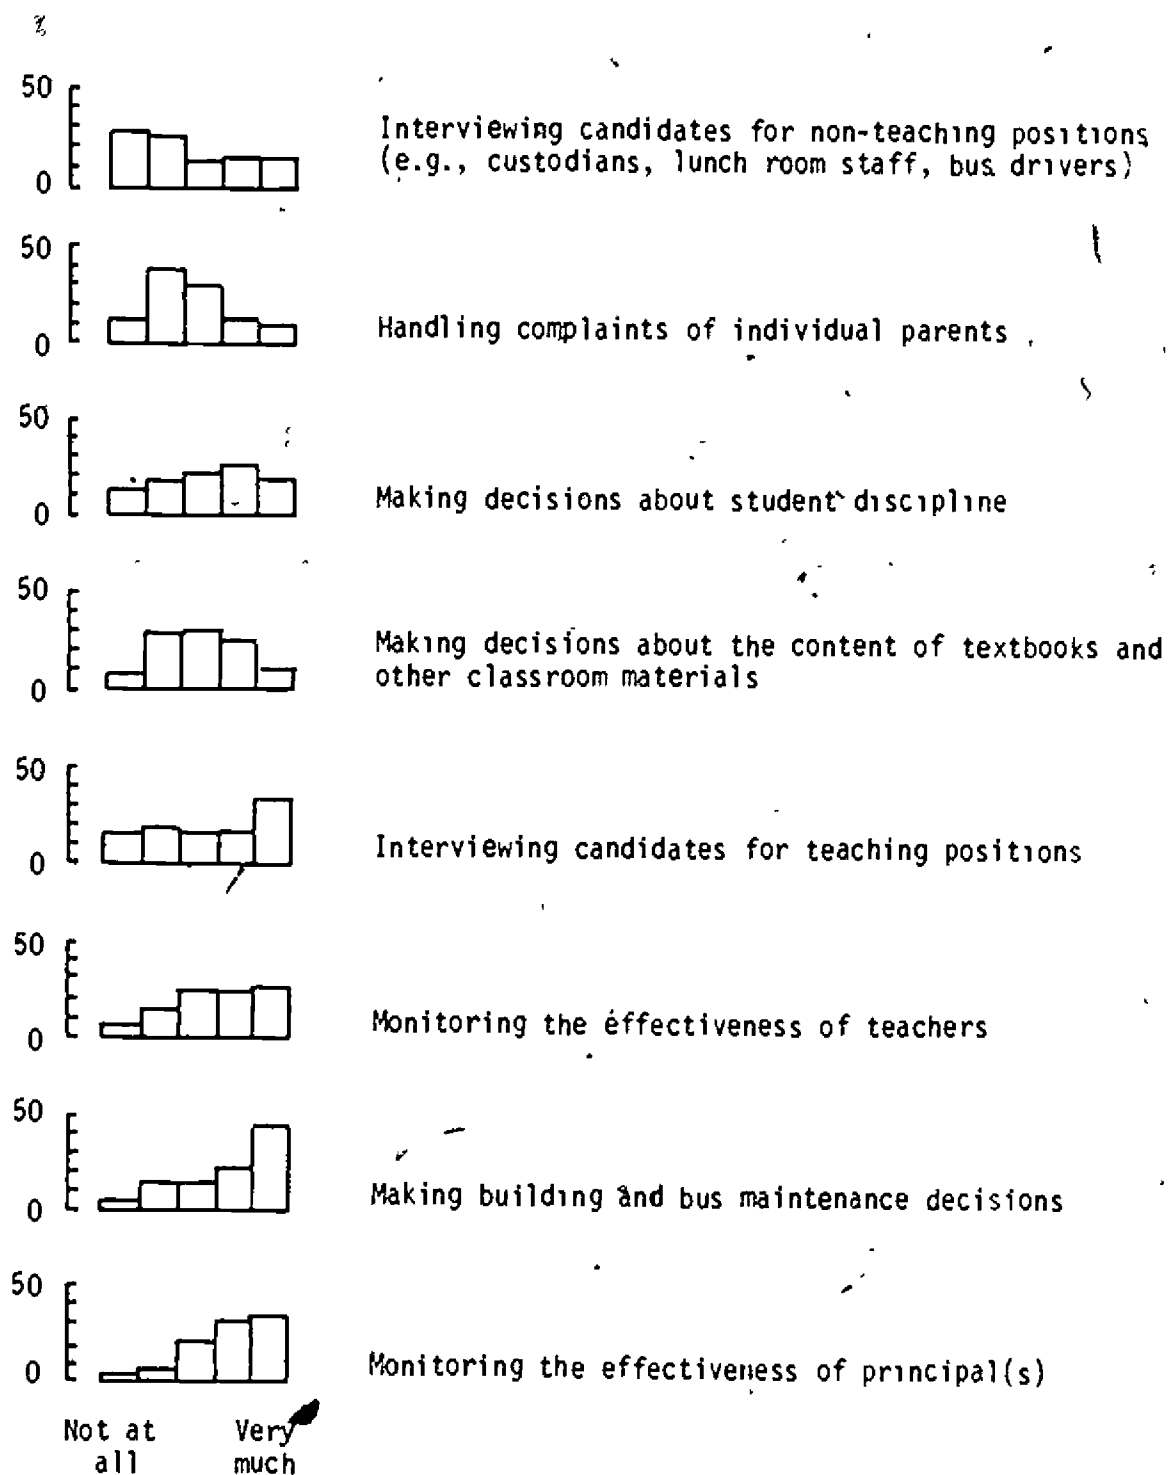 %
50
0
Interviewing candidates for non-teaching positions
(e.g., custodians, lunch room staff, bus drivers)
50
0
Handling complaints of individual parents
50
0
Making decisions about student discipline
50
0
Making decisions about the content of textbooks and
other classroom materials
50
0
Interviewing candidates for teaching positions
50
0
Monitoring the effectiveness of teachers
50
0
Making building and bus maintenance decisions
50
0
Monitoring the effectiveness of principal(s)
Not at all
Very much